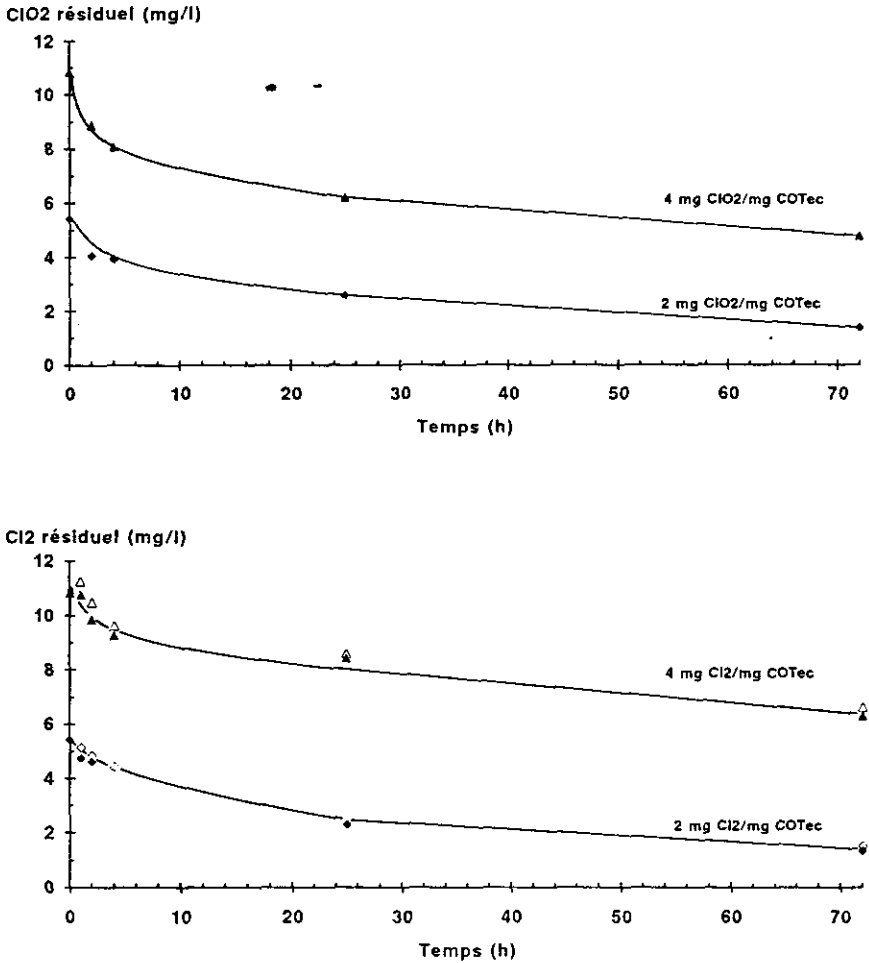 ClO2 résiduel (mg/l)
12
10
8
6
4
2
0
4 mg ClO2/mg COTec
2 mg ClO2/mg COTec
0 10 20 30 40 50 60 70
Temps (h)
Cl2 résiduel (mg/l)
12
10
8
6
4
2
0
4 mg Cl2/mg COTec
2 mg Cl2/mg COTec
0 10 20 30 40 50 60 70
Temps (h)